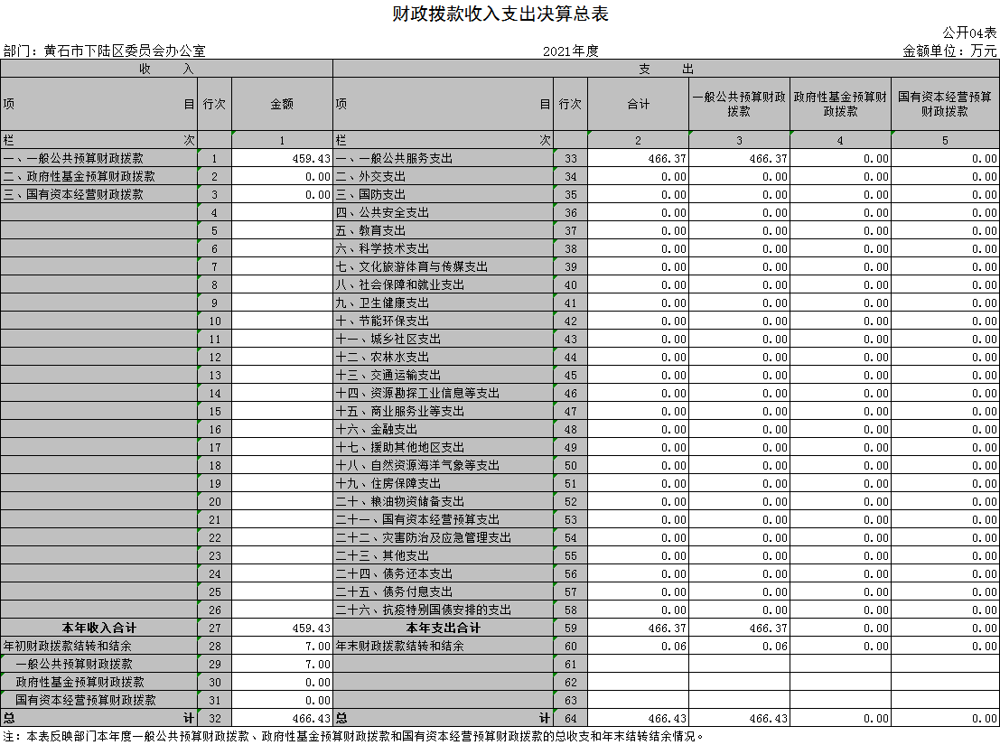 财政拨款收入支出决算总表
公开04表
部门：黄石市下陆区委员会办公室 2021年度 金额单位：万元
收 入 支 出
项 目 行次 金额 项 目 行次 合计 一般公共预算财政拨款 政府性基金预算财政拨款 国有资本经营预算财政拨款
栏 次 1 栏 次 2 3 4 5
一、一般公共预算财政拨款 1 459.43 一、一般公共服务支出 33 466.37 466.37 0.00 0.00
二、政府性基金预算财政拨款 2 0.00 二、外交支出 34 0.00 0.00 0.00 0.00
三、国有资本经营财政拨款 3 0.00 三、国防支出 35 0.00 0.00 0.00 0.00
4 四、公共安全支出 36 0.00 0.00 0.00 0.00
5 五、教育支出 37 0.00 0.00 0.00 0.00
6 六、科学技术支出 38 0.00 0.00 0.00 0.00
7 七、文化旅游体育与传媒支出 39 0.00 0.00 0.00 0.00
8 八、社会保障和就业支出 40 0.00 0.00 0.00 0.00
9 九、卫生健康支出 41 0.00 0.00 0.00 0.00
10 十、节能环保支出 42 0.00 0.00 0.00 0.00
11 十一、城乡社区支出 43 0.00 0.00 0.00 0.00
12 十二、农林水支出 44 0.00 0.00 0.00 0.00
13 十三、交通运输支出 45 0.00 0.00 0.00 0.00
14 十四、资源勘探工业信息等支出 46 0.00 0.00 0.00 0.00
15 十五、商业服务业等支出 47 0.00 0.00 0.00 0.00
16 十六、金融支出 48 0.00 0.00 0.00 0.00
17 十七、援助其他地区支出 49 0.00 0.00 0.00 0.00
18 十八、自然资源海洋气象等支出 50 0.00 0.00 0.00 0.00
19 十九、住房保障支出 51 0.00 0.00 0.00 0.00
20 二十、粮油物资储备支出 52 0.00 0.00 0.00 0.00
21 二十一、国有资本经营预算支出 53 0.00 0.00 0.00 0.00
22 二十二、灾害防治及应急管理支出 54 0.00 0.00 0.00 0.00
23 二十三、其他支出 55 0.00 0.00 0.00 0.00
24 二十四、债务还本支出 56 0.00 0.00 0.00 0.00
25 二十五、债务付息支出 57 0.00 0.00 0.00 0.00
26 二十六、抗疫特别国债安排的支出 58 0.00 0.00 0.00 0.00
本年收入合计 27 459.43 本年支出合计 59 466.37 466.37 0.00 0.00
年初财政拨款结转和结余 28 7.00 年末财政拨款结转和结余 60 0.06 0.06 0.00 0.00
一般公共预算财政拨款 29 7.00 61
政府性基金预算财政拨款 30 0.00 62
国有资本经营预算财政拨款 31 0.00 63
总 计 32 466.43 总 计 64 466.43 466.43 0.00 0.00
注：本表反映部门本年度一般公共预算财政拨款、政府性基金预算财政拨款和国有资本经营预算财政拨款的总收支和年末结转结余情况。